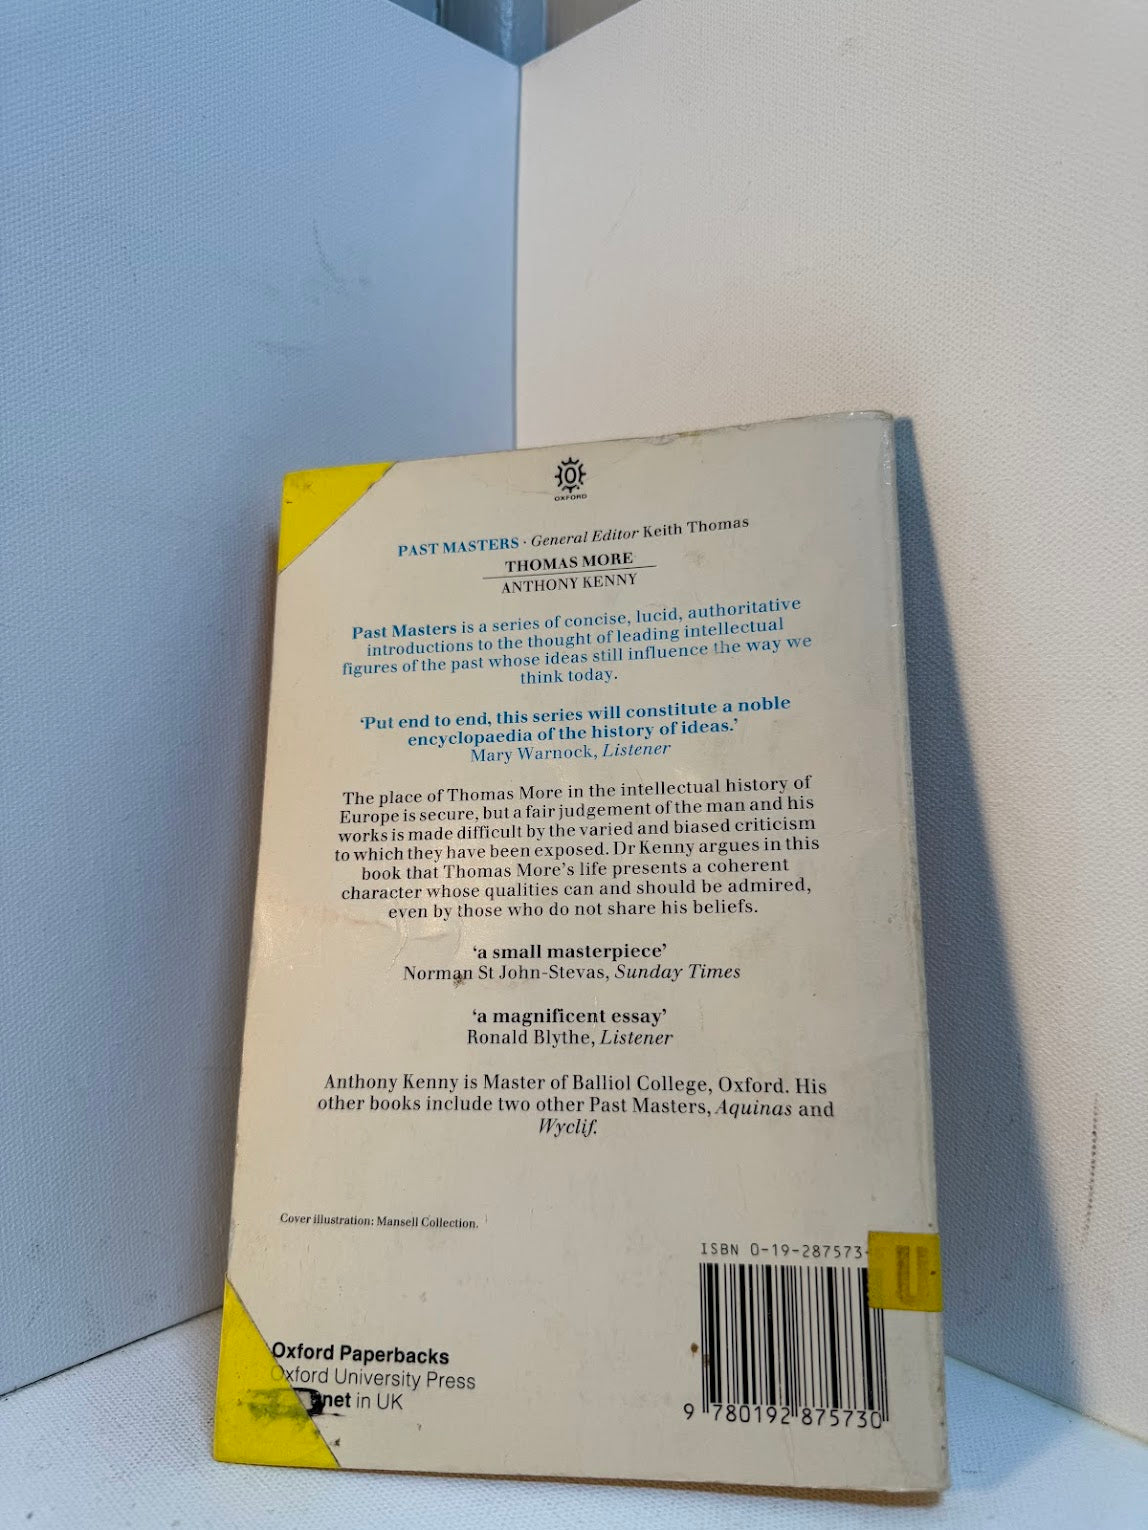 OXFORD
PAST MASTERS · General Editor Keith Thomas
THOMAS MORE
ANTHONY KENNY
Past Masters is a series of concise, lucid, authoritative
introductions to the thought of leading intellectual
figures of the past whose ideas still influence the way we
think today.
‘Put end to end, this series will constitute a noble
encyclopaedia of the history of ideas.’
Mary Warnock, Listener
The place of Thomas More in the intellectual history of
Europe is secure, but a fair judgement of the man and his
works is made difficult by the varied and biased criticism
to which they have been exposed. Dr Kenny argues in this
book that Thomas More’s life presents a coherent
character whose qualities can and should be admired,
even by those who do not share his beliefs.
‘a small masterpiece’
Norman St John-Stevas, Sunday Times
‘a magnificent essay’
Ronald Blythe, Listener
Anthony Kenny is Master of Balliol College, Oxford. His
other books include two other Past Masters, Aquinas and
Wyclif.
Cover illustration: Mansell Collection.
ISBN 0-19-287573-
U
9 780192 875730
Oxford Paperbacks
Oxford University Press
net in UK